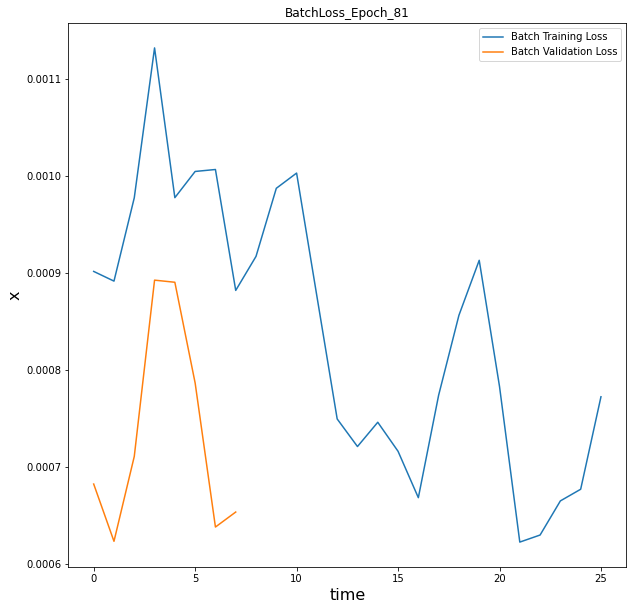 BatchLoss_Epoch_81
Batch Training Loss
Batch Validation Loss
0.0011
0.0010
0.0009
0.0008
0.0007
0.0006
x
0 5 10 15 20 25
time